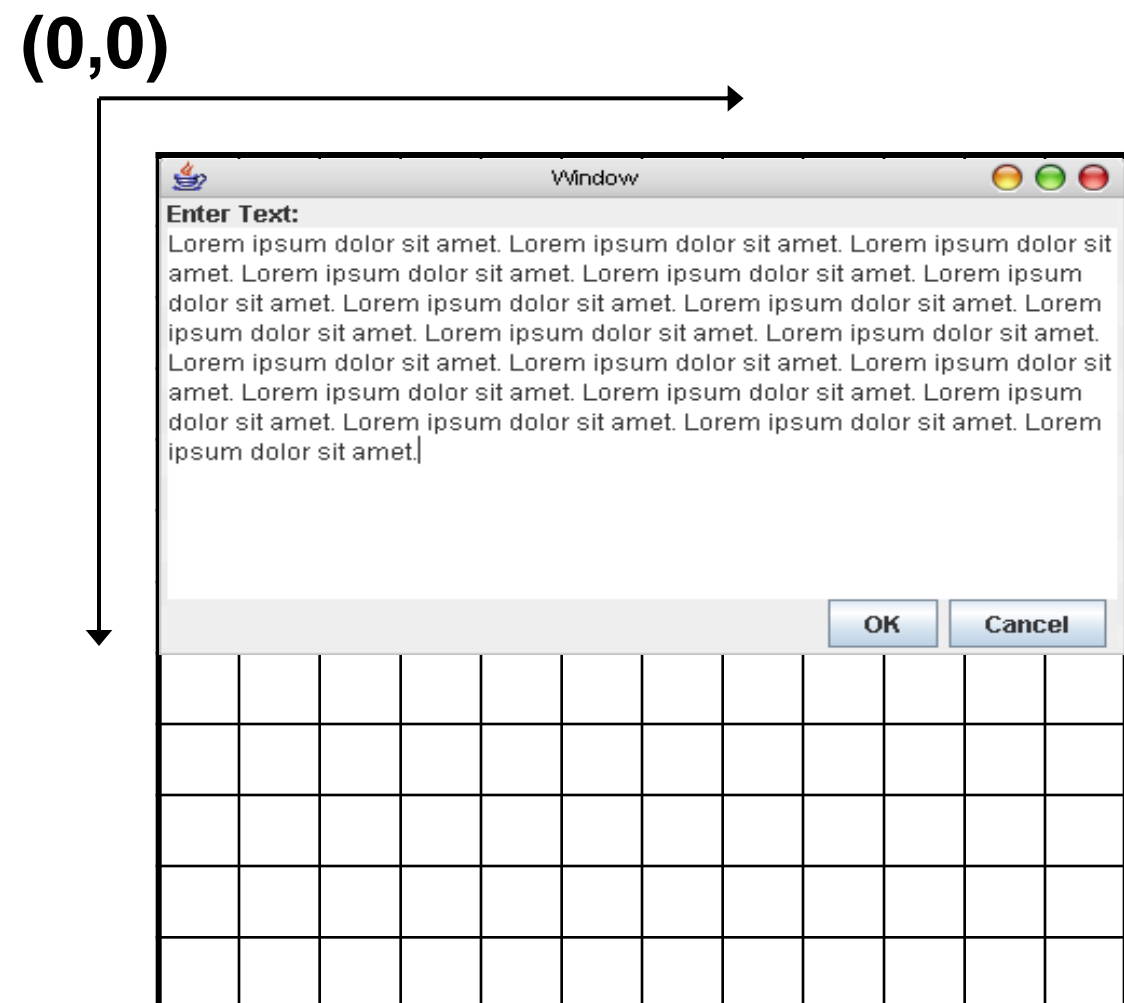 (0,0)
Window
Enter Text:
Lorem ipsum dolor sit amet. Lorem ipsum dolor sit amet. Lorem ipsum dolor sit
amet. Lorem ipsum dolor sit amet. Lorem ipsum dolor sit amet. Lorem ipsum
dolor sit amet. Lorem ipsum dolor sit amet. Lorem ipsum dolor sit amet. Lorem
ipsum dolor sit amet. Lorem ipsum dolor sit amet. Lorem ipsum dolor sit amet.
Lorem ipsum dolor sit amet. Lorem ipsum dolor sit amet. Lorem ipsum dolor sit
amet. Lorem ipsum dolor sit amet. Lorem ipsum dolor sit amet. Lorem ipsum
dolor sit amet. Lorem ipsum dolor sit amet. Lorem ipsum dolor sit amet. Lorem
ipsum dolor sit amet.
OK Cancel